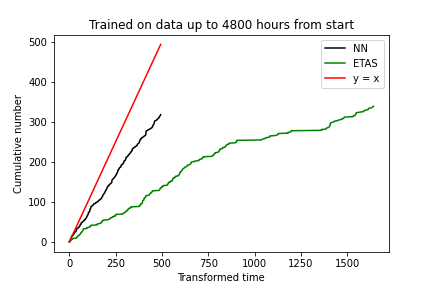 Trained on data up to 4800 hours from start
NN
ETAS
y = x
Cumulative number
500
400
300
200
100
0
0 250 500 750 1000 1250 1500
Transformed time